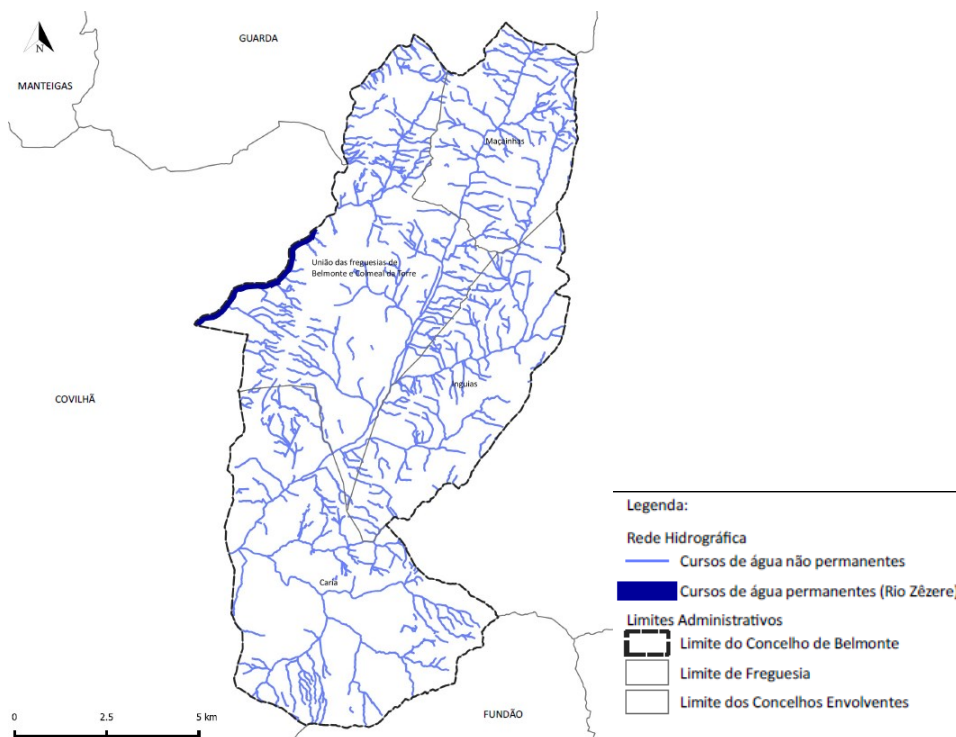 N
GUARDA
MANTEIGAS
Maçainhas
União das freguesias de
Belmonte e Colmeal da Torre
Inguias
COVILHÃ
Caria
FUNDÃO
0 2.5 5 km
Legenda:
Rede Hidrográfica
Cursos de água não permanentes
Cursos de água permanentes (Rio Zêzere)
Limites Administrativos
Limite do Concelho de Belmonte
Limite de Freguesia
Limite dos Concelhos Envolventes